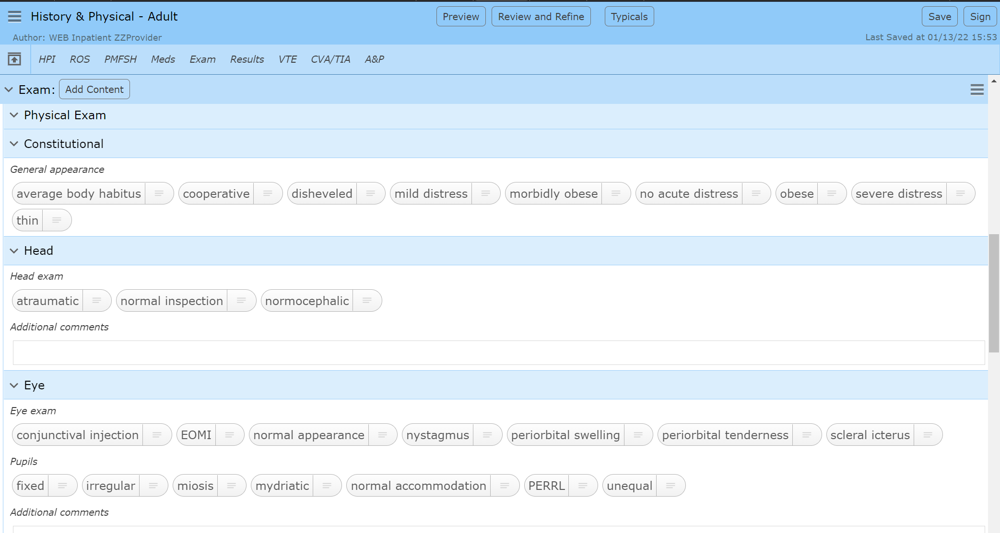 History & Physical - Adult Preview Review and Refine Typicals Save Sign
Author: WEB Inpatient ZZProvider Last Saved at 01/13/22 15:53
HPI ROS PMFSH Meds Exam Results VTE CVA/TIA A&P
Exam: Add Content
Physical Exam
Constitutional
General appearance
average body habitus cooperative disheveled mild distress morbidly obese no acute distress obese severe distress
thin
Head
Head exam
atraumatic normal inspection normocephalic
Additional comments
Eye
Eye exam
conjunctival injection EOMI normal appearance nystagmus periorbital swelling periorbital tenderness scleral icterus
Pupils
fixed irregular miosis mydriatic normal accommodation PERRL unequal
Additional comments